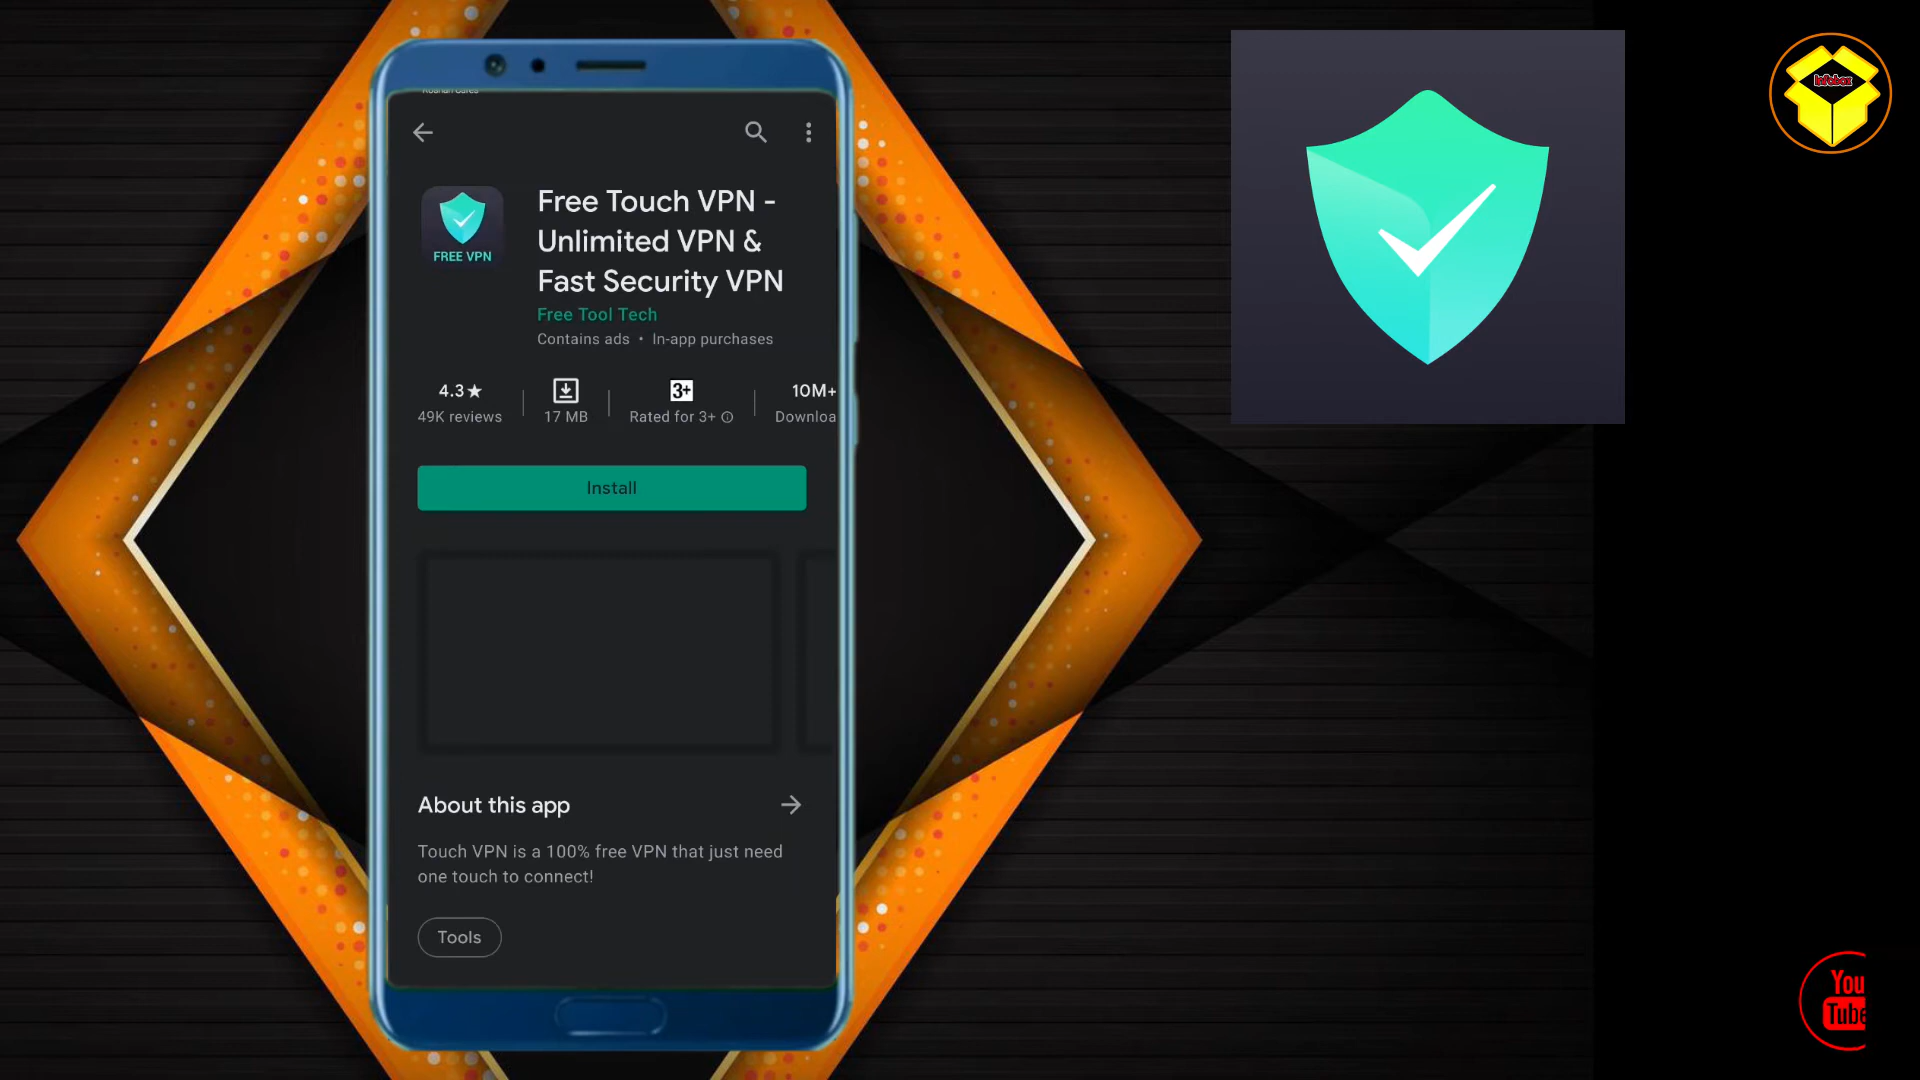 Free Touch VPN -
Unlimited VPN &
Fast Security VPN
FREE VPN
Free Tool Tech
Contains ads • In-app purchases
4.3★
49K reviews
17 MB
3+
Rated for 3+
10M+
Downloa
Install
About this app
Touch VPN is a 100% free VPN that just need
one touch to connect!
Tools
Infobox
You
Tube